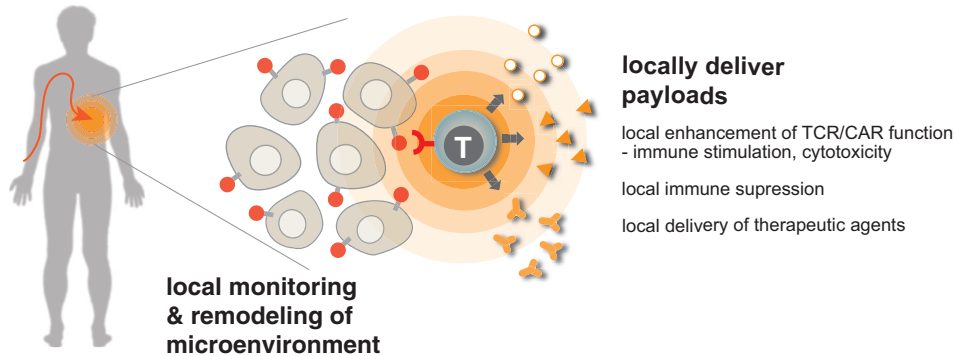 locally deliver
payloads
local enhancement of TCR/CAR function
- immune stimulation, cytotoxicity
local immune supression
local delivery of therapeutic agents
T
local monitoring
& remodeling of
microenvironment